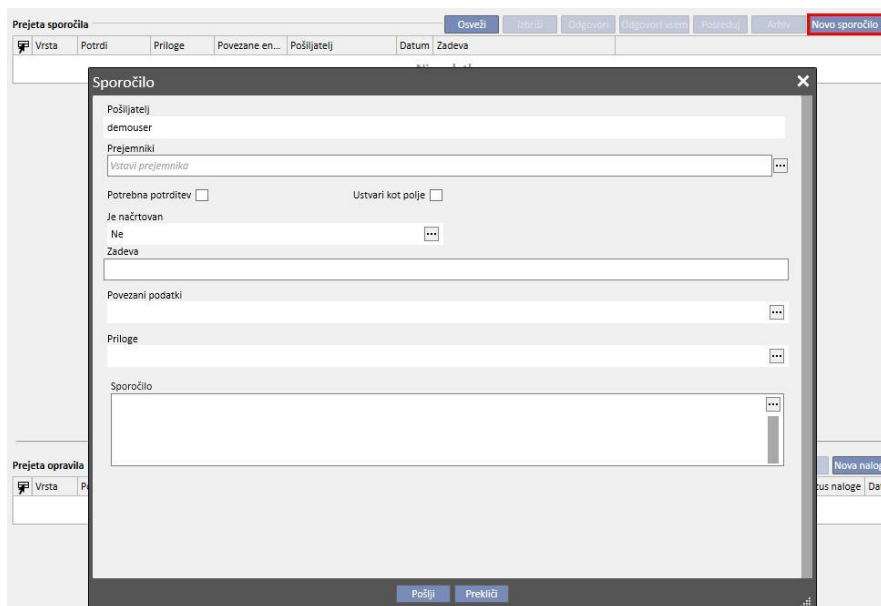 Prejeta sporočila Osveži Izbriši Odgovori Odgovori vsem Posreduj Arhiv Novo sporočilo
Vrsta Potrdi Priloge Povezane en... Pošiljatelj Datum Zadeva
Sporočilo
Pošiljatelj
demouser
Prejemniki
Vstavi prejemnika
Potrebna potrditev Ustvari kot polje
Je načrtovan
Ne
Zadeva
Povezani podatki
Priloge
Sporočilo
Prejeta opravila Nova nalog
Vrsta tus naloge Dat
Pošlji Prekliči